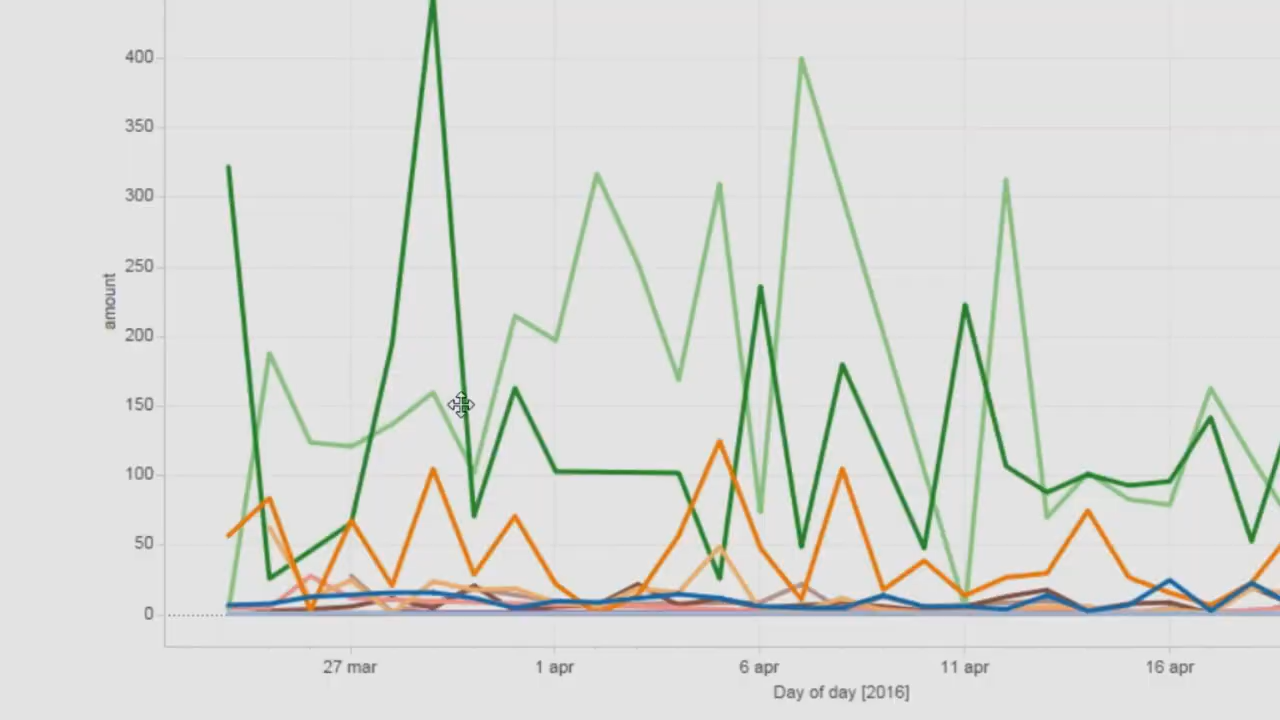 400
350
300
250
200
150
100
50
0
amount
27 mar
1 apr
6 apr
11 apr
16 apr
Day of day [2016]